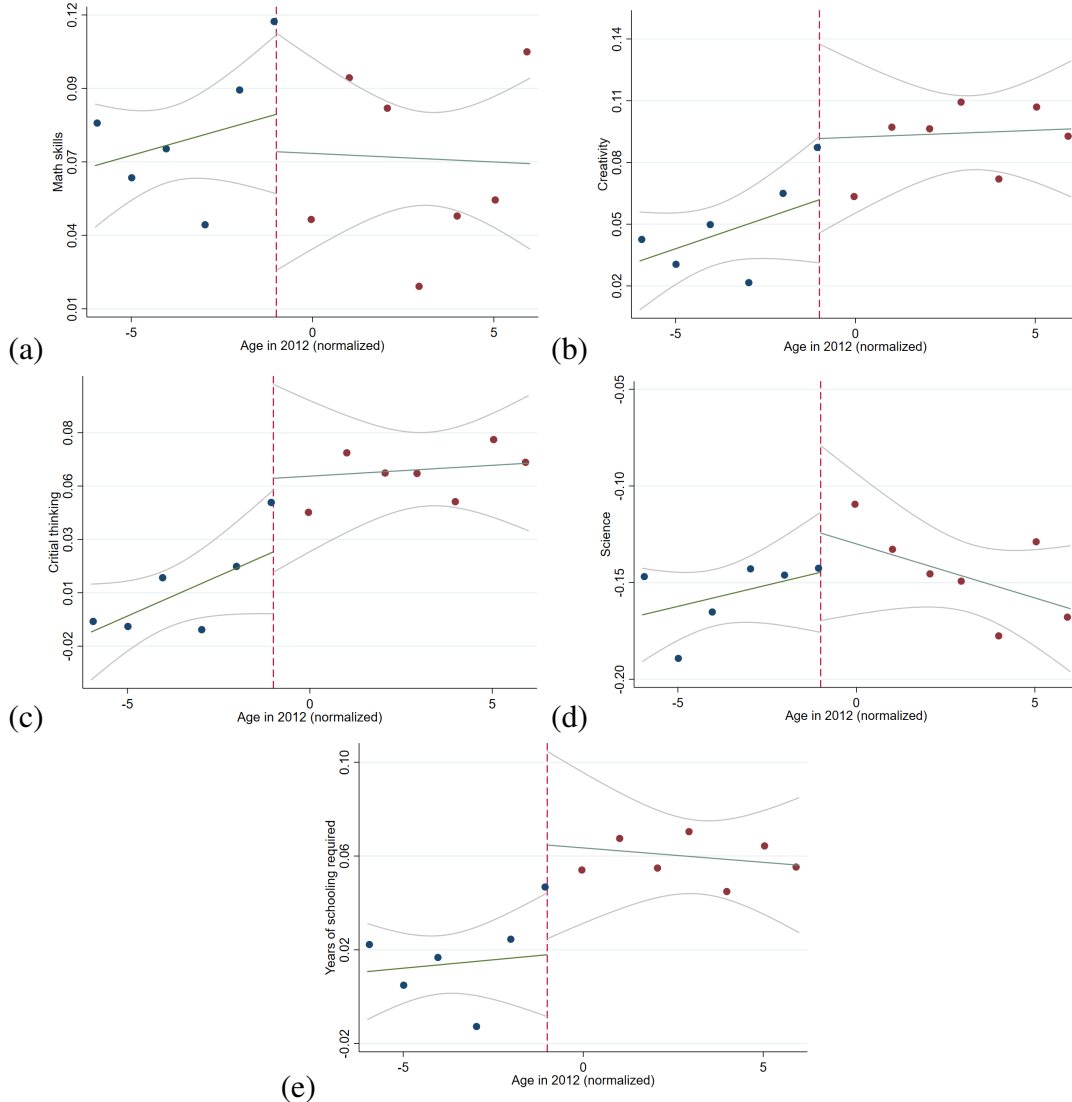 0.12
0.09
0.07
0.04
0.01
Math skills
-5
0
5
Age in 2012 (normalized)
(a)
0.14
0.11
0.08
0.05
0.02
Creativity
-5
0
5
Age in 2012 (normalized)
(b)
0.08
0.06
0.03
0.01
-0.02
Critial thinking
-5
0
5
Age in 2012 (normalized)
(c)
-0.05
-0.10
-0.15
-0.20
Science
-5
0
5
Age in 2012 (normalized)
(d)
0.10
0.06
0.02
-0.02
Years of schooling required
-5
0
5
Age in 2012 (normalized)
(e)